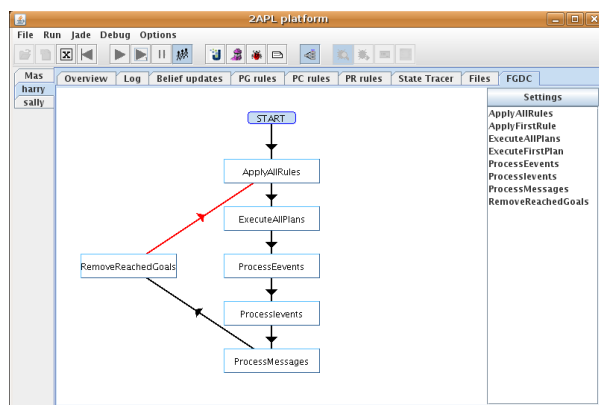 2APL platform
File Run Jade Debug Options
Mas
harry
sally
Overview Log Belief updates PG rules PC rules PR rules State Tracer Files FGDC
START
ApplyAllRules
ExecuteAllPlans
RemoveReachedGoals
ProcessEevents
ProcessIevents
ProcessMessages
Settings
ApplyAllRules
ApplyFirstRule
ExecuteAllPlans
ExecuteFirstPlan
ProcessEevents
ProcessIevents
ProcessMessages
RemoveReachedGoals